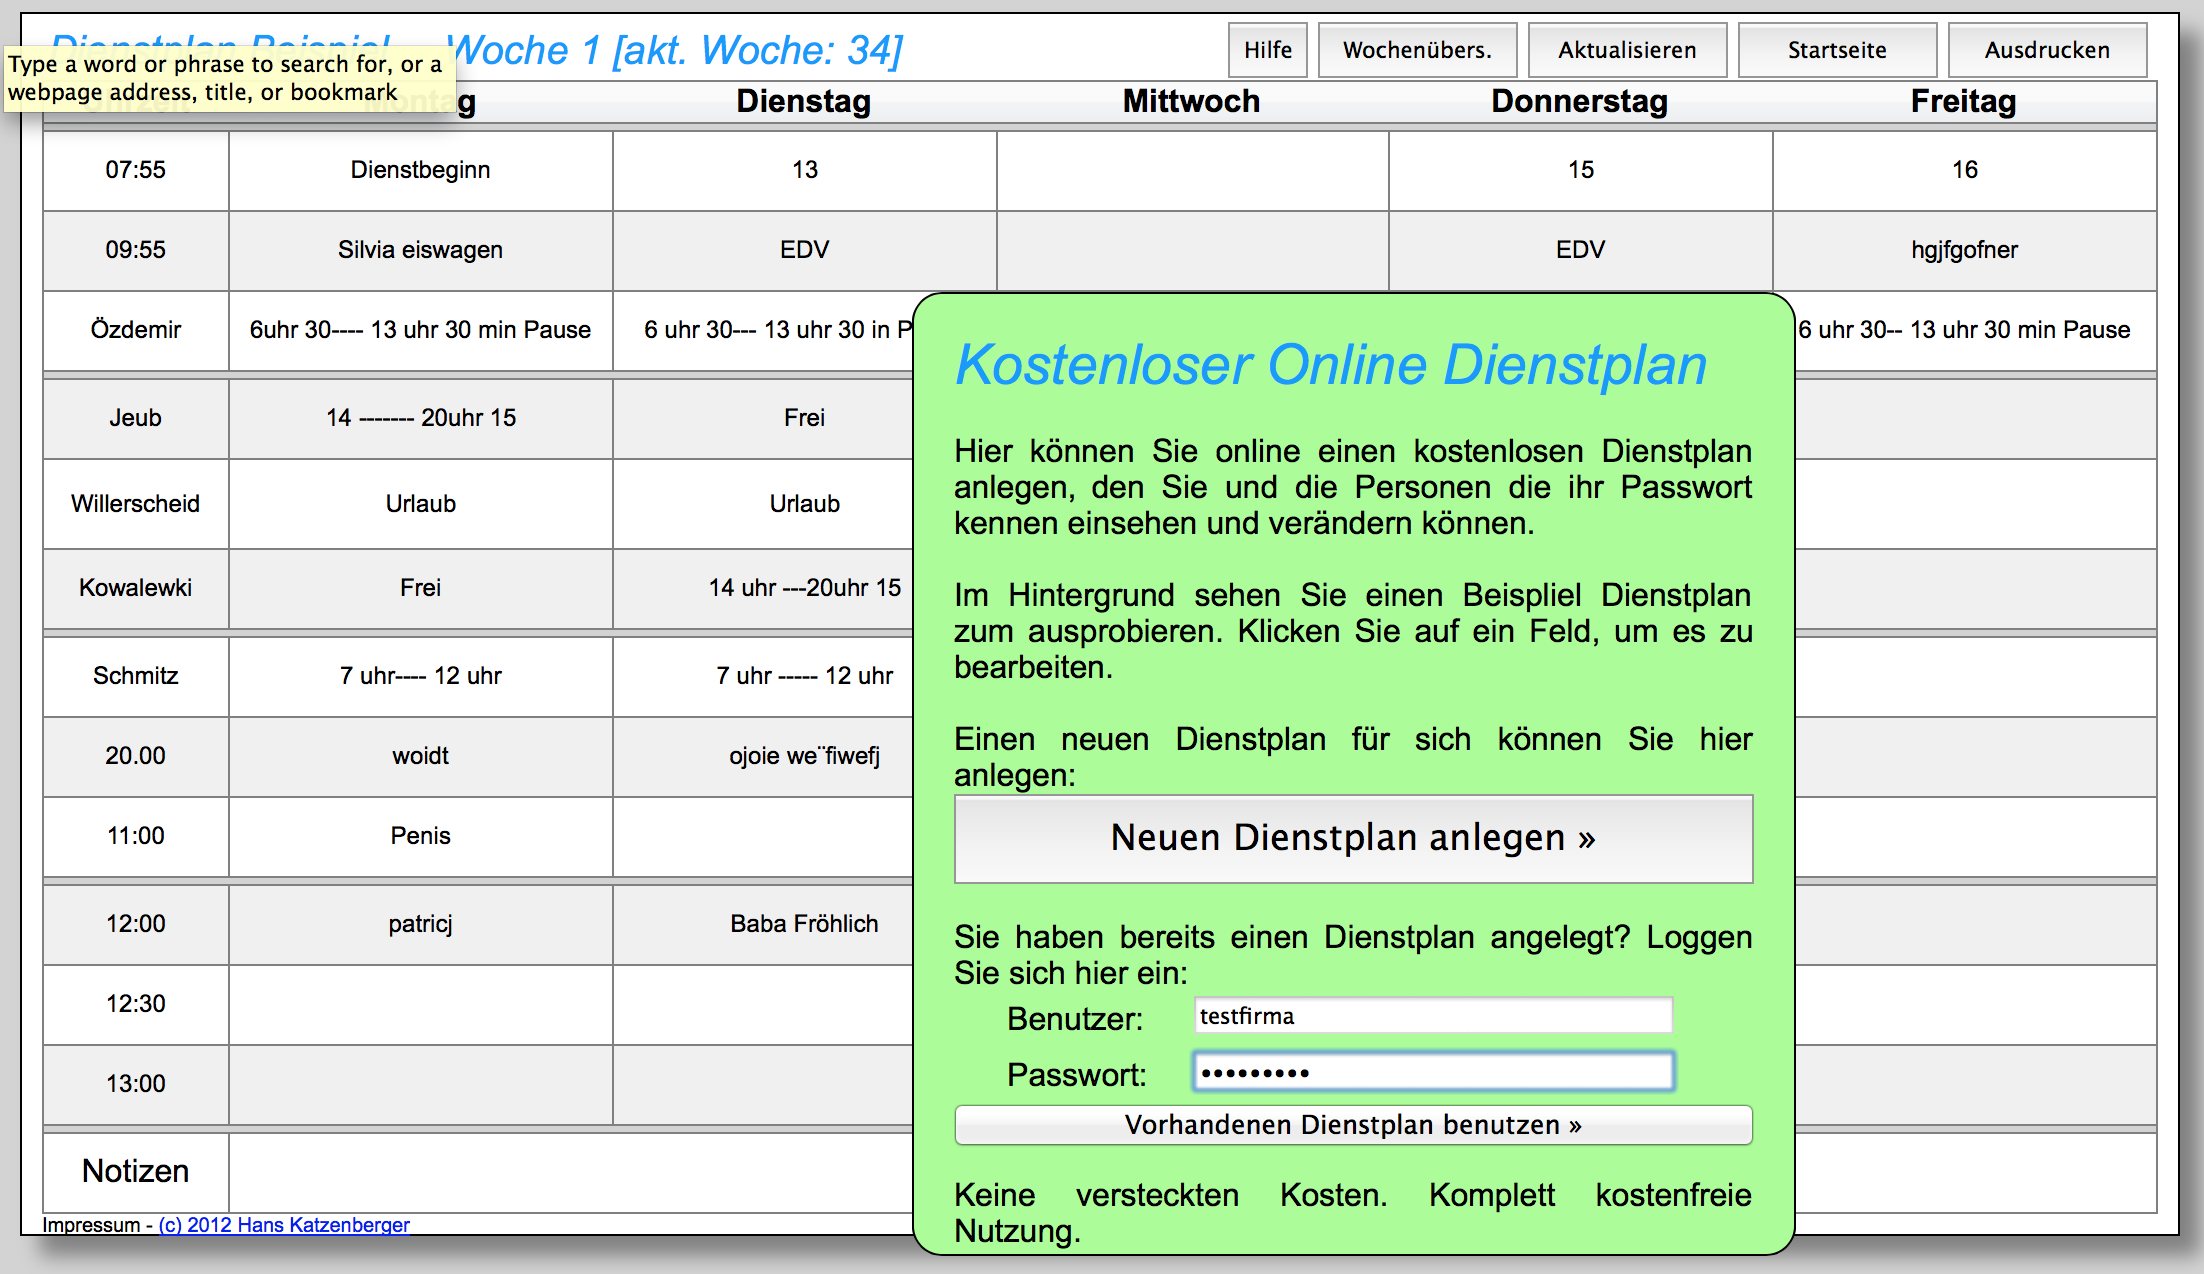 Dienstplan Beispiel Woche 1 [akt. Woche: 34]
Hilfe Wochenübers. Aktualisieren Startseite Ausdrucken
Type a word or phrase to search for, or a
webpage address, title, or bookmark
Uhrzeit Montag Dienstag Mittwoch Donnerstag Freitag
07:55 Dienstbeginn 13 15 16
09:55 Silvia eiswagen EDV EDV hgjfgofner
Özdemir 6uhr 30---- 13 uhr 30 min Pause 6 uhr 30--- 13 uhr 30 in P 6 uhr 30-- 13 uhr 30 min Pause
Jeub 14 ------- 20uhr 15 Frei
Willerscheid Urlaub Urlaub
Kowalewki Frei 14 uhr ---20uhr 15
Schmitz 7 uhr---- 12 uhr 7 uhr ----- 12 uhr
20.00 woidt ojoie we¨fiwefj
11:00 Penis
12:00 patricj Baba Fröhlich
12:30
13:00
Notizen
Impressum - (c) 2012 Hans Katzenberger
Kostenloser Online Dienstplan
Hier können Sie online einen kostenlosen Dienstplan
anlegen, den Sie und die Personen die ihr Passwort
kennen einsehen und verändern können.
Im Hintergrund sehen Sie einen Beispliel Dienstplan
zum ausprobieren. Klicken Sie auf ein Feld, um es zu
bearbeiten.
Einen neuen Dienstplan für sich können Sie hier
anlegen:
Neuen Dienstplan anlegen »
Sie haben bereits einen Dienstplan angelegt? Loggen
Sie sich hier ein:
Benutzer: testfirma
Passwort: •••••••••
Vorhandenen Dienstplan benutzen »
Keine versteckten Kosten. Komplett kostenfreie
Nutzung.